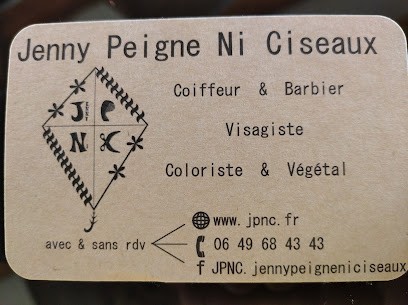 Jenny Peigne Ni Ciseaux
Coiffeur & Barbier
J P
N
Visagiste
Coloriste & Végétal
www.jpnc.fr
avec & sans rdv
06 49 68 43 43
f JPNC.jennypeigneniciseaux